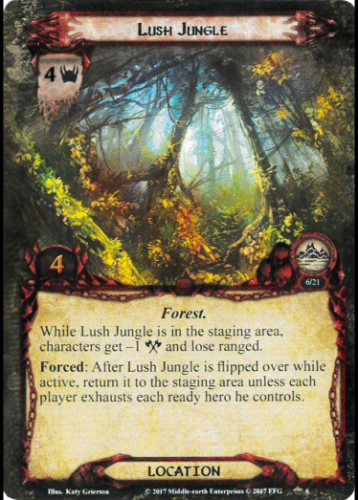 LUSH JUNGLE
4
4
6/21
Forest.
While Lush Jungle is in the staging area,
characters get −1 and lose ranged.
Forced: After Lush Jungle is flipped over while
active, return it to the staging area unless each
player exhausts each ready hero he controls.
LOCATION
Illus. Katy Grierson © 2017 Middle-earth Enterprises © 2017 FFG 4